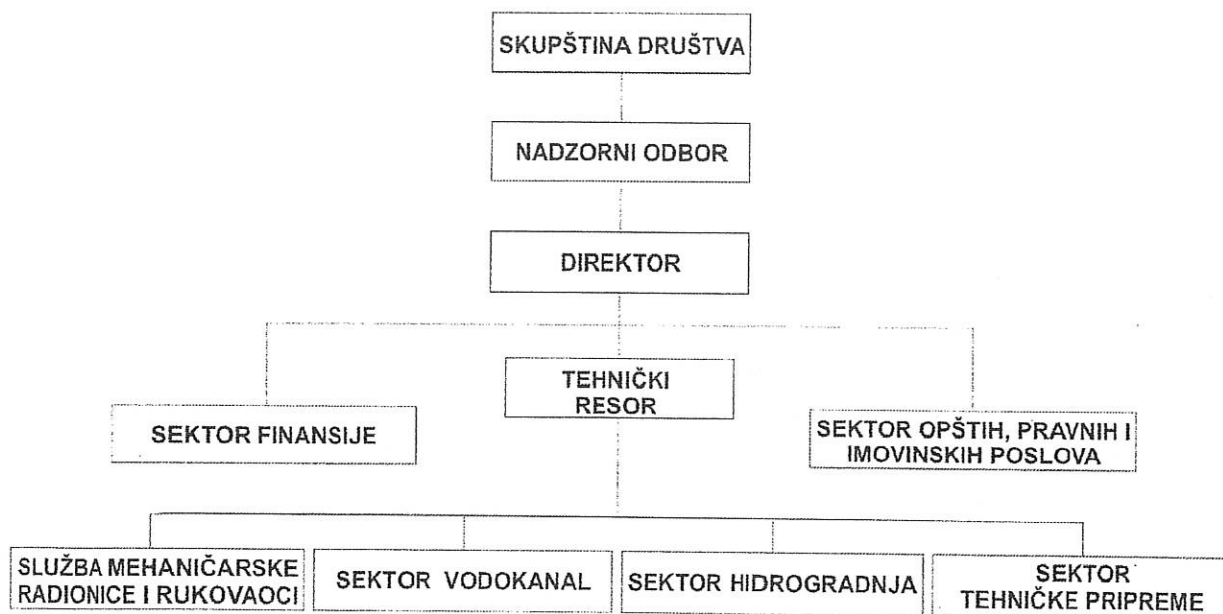 SKUPŠTINA DRUŠTVA
NADZORNI ODBOR
DIREKTOR
TEHNIČKI
RESOR
SEKTOR FINANSIJE
SEKTOR OPŠTIH, PRAVNIH I
IMOVINSKIH POSLOVA
SLUŽBA MEHANIČARSKE
RADIONICE I RUKOVAOCI
SEKTOR VODOKANAL
SEKTOR HIDROGRADNJA
SEKTOR
TEHNIČKE PRIPREME